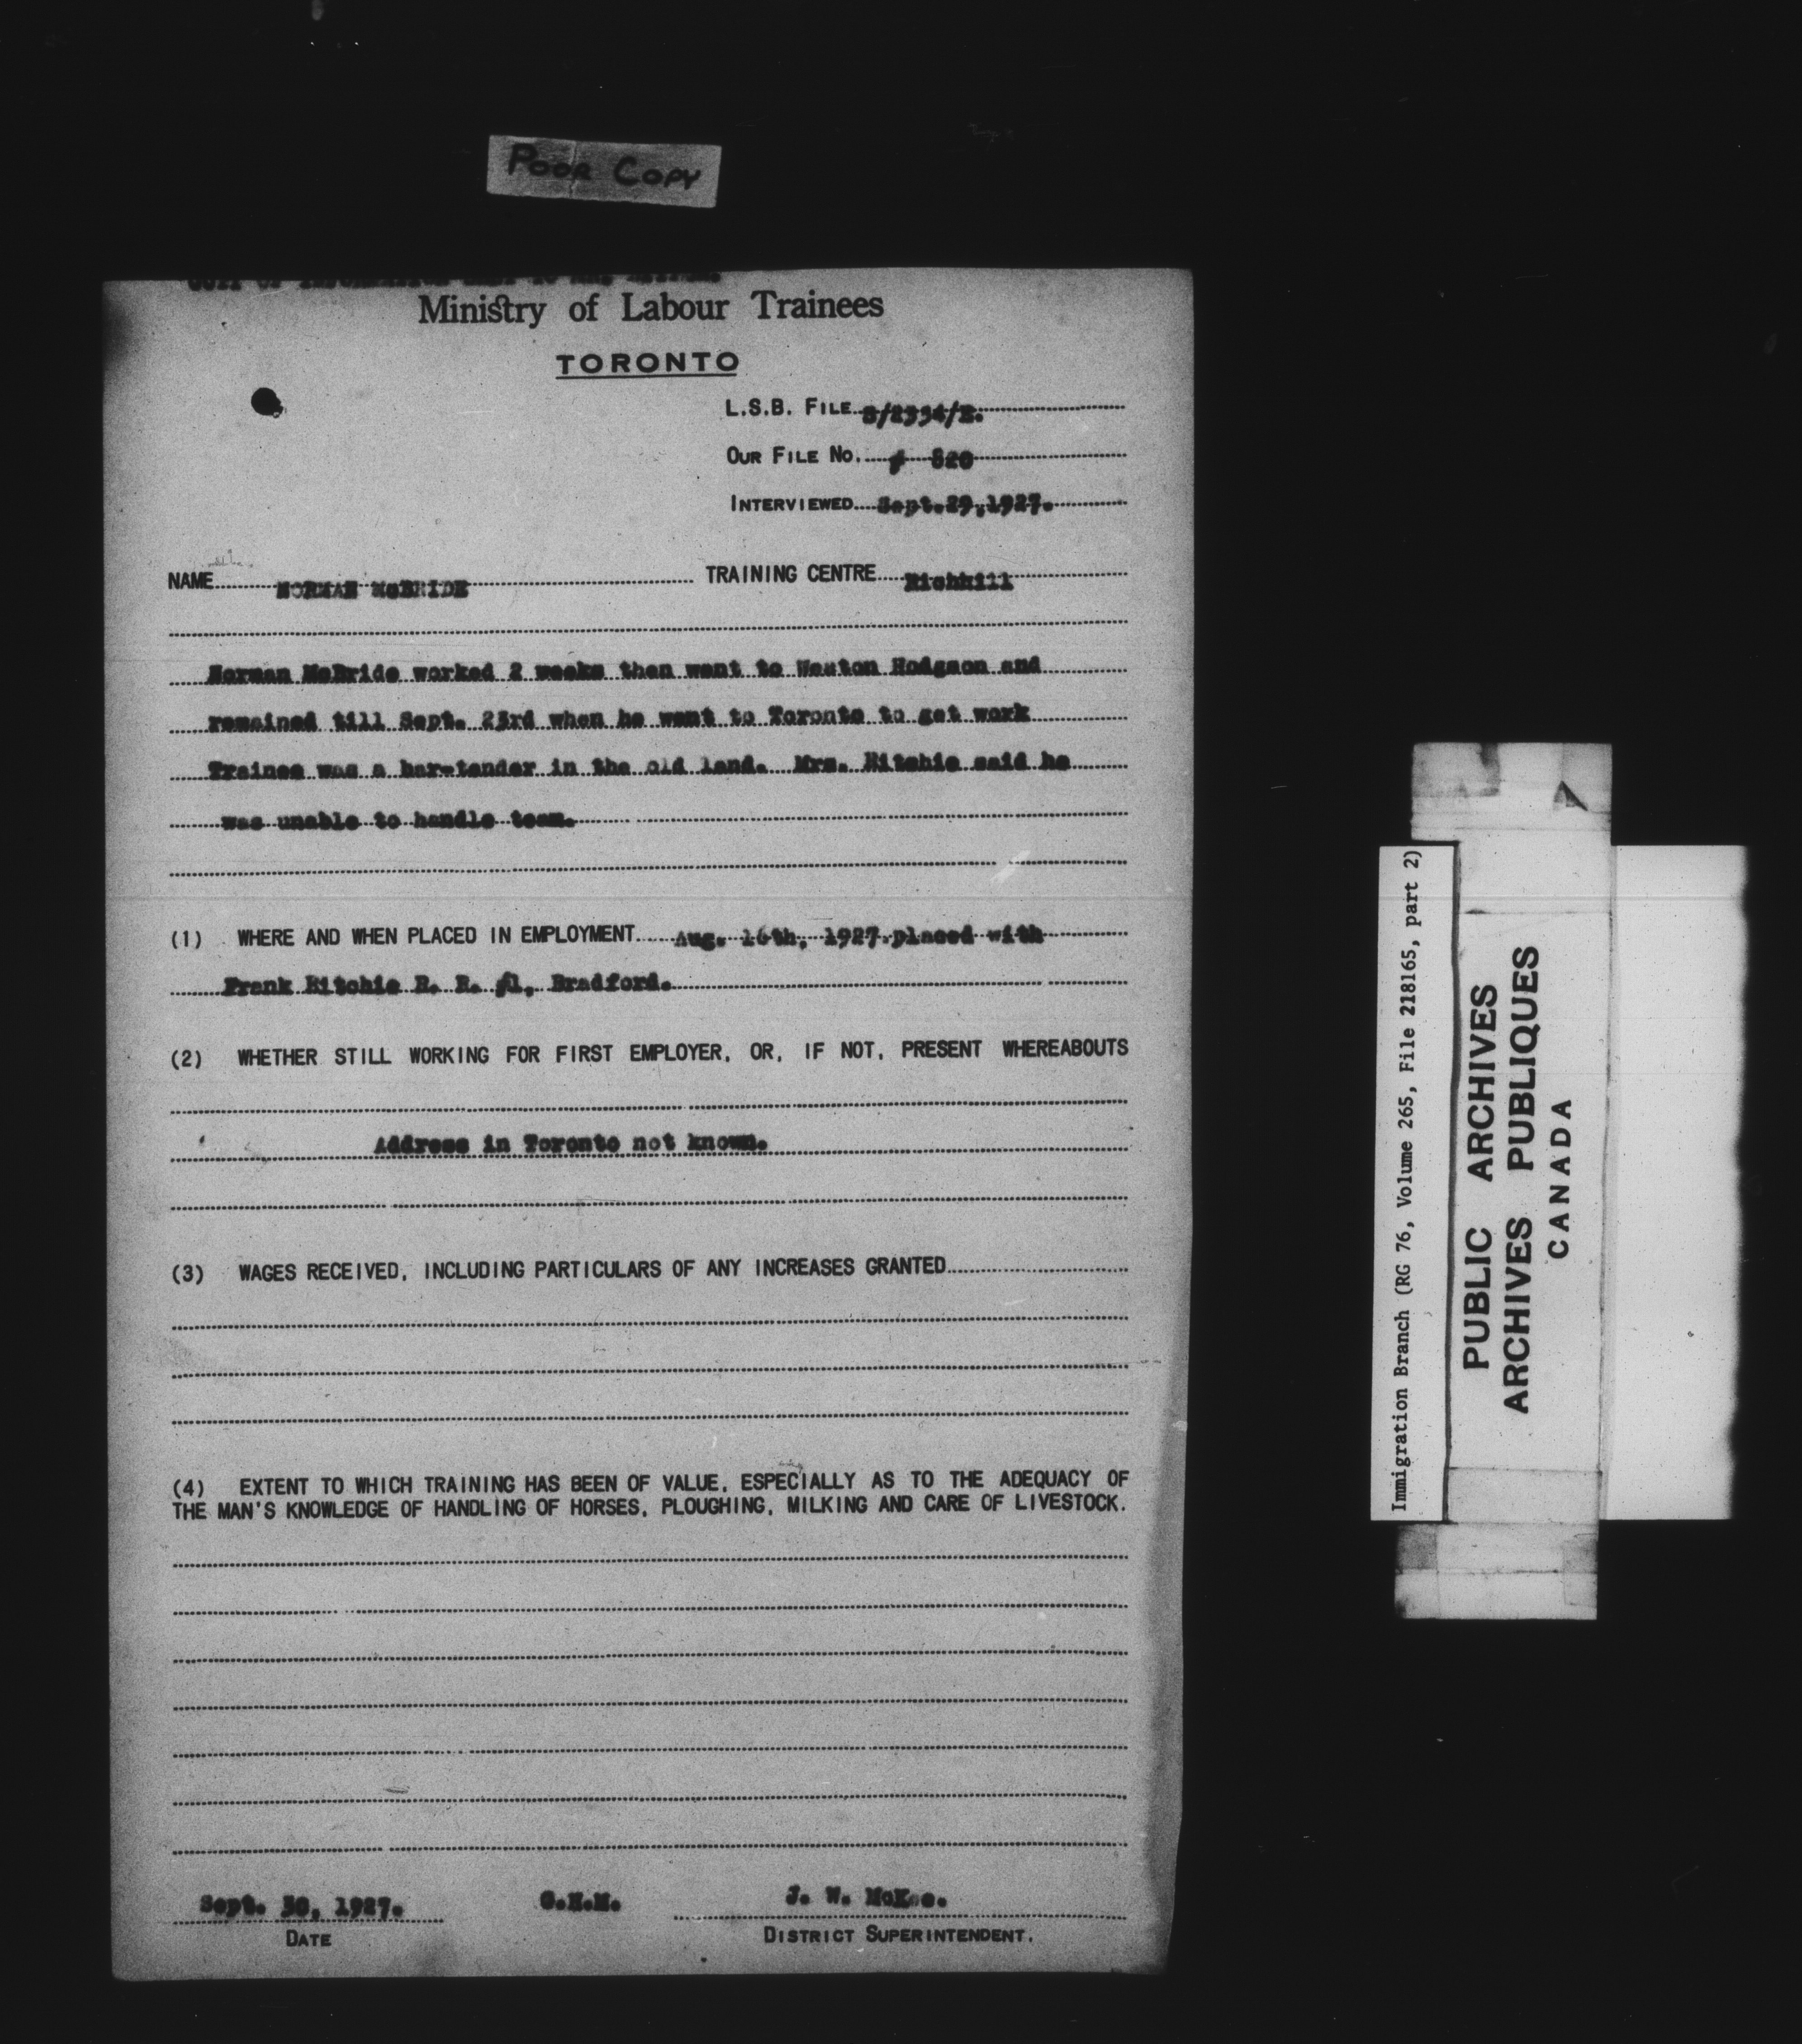 POOR COPY
Ministry of Labour Trainees
TORONTO
L.S.B. FILE S/2334/E.
OUR FILE No. # 820
INTERVIEWED Sept.29,1927.
NAME NORMAN McBRIDE TRAINING CENTRE Richhill
Norman McBride worked 2 weeks then went to Weston Hodgson and
remained till Sept. 23rd when he went to Toronto to get work
Trainee was a bar-tender in the old land. Mrs. Ritchie said he
was unable to handle team.
(1) WHERE AND WHEN PLACED IN EMPLOYMENT Aug. 16th, 1927 placed with
Frank Ritchie R. R. #1, Bradford.
(2) WHETHER STILL WORKING FOR FIRST EMPLOYER, OR, IF NOT, PRESENT WHEREABOUTS
Address in Toronto not known.
(3) WAGES RECEIVED, INCLUDING PARTICULARS OF ANY INCREASES GRANTED
(4) EXTENT TO WHICH TRAINING HAS BEEN OF VALUE, ESPECIALLY AS TO THE ADEQUACY OF
THE MAN'S KNOWLEDGE OF HANDLING OF HORSES, PLOUGHING, MILKING AND CARE OF LIVESTOCK.
Sept. 30, 1927. J. W. McKee.
DATE DISTRICT SUPERINTENDENT.
Immigration Branch (RG 76, Volume 265, File 218165, part 2)
PUBLIC ARCHIVES
ARCHIVES PUBLIQUES
CANADA